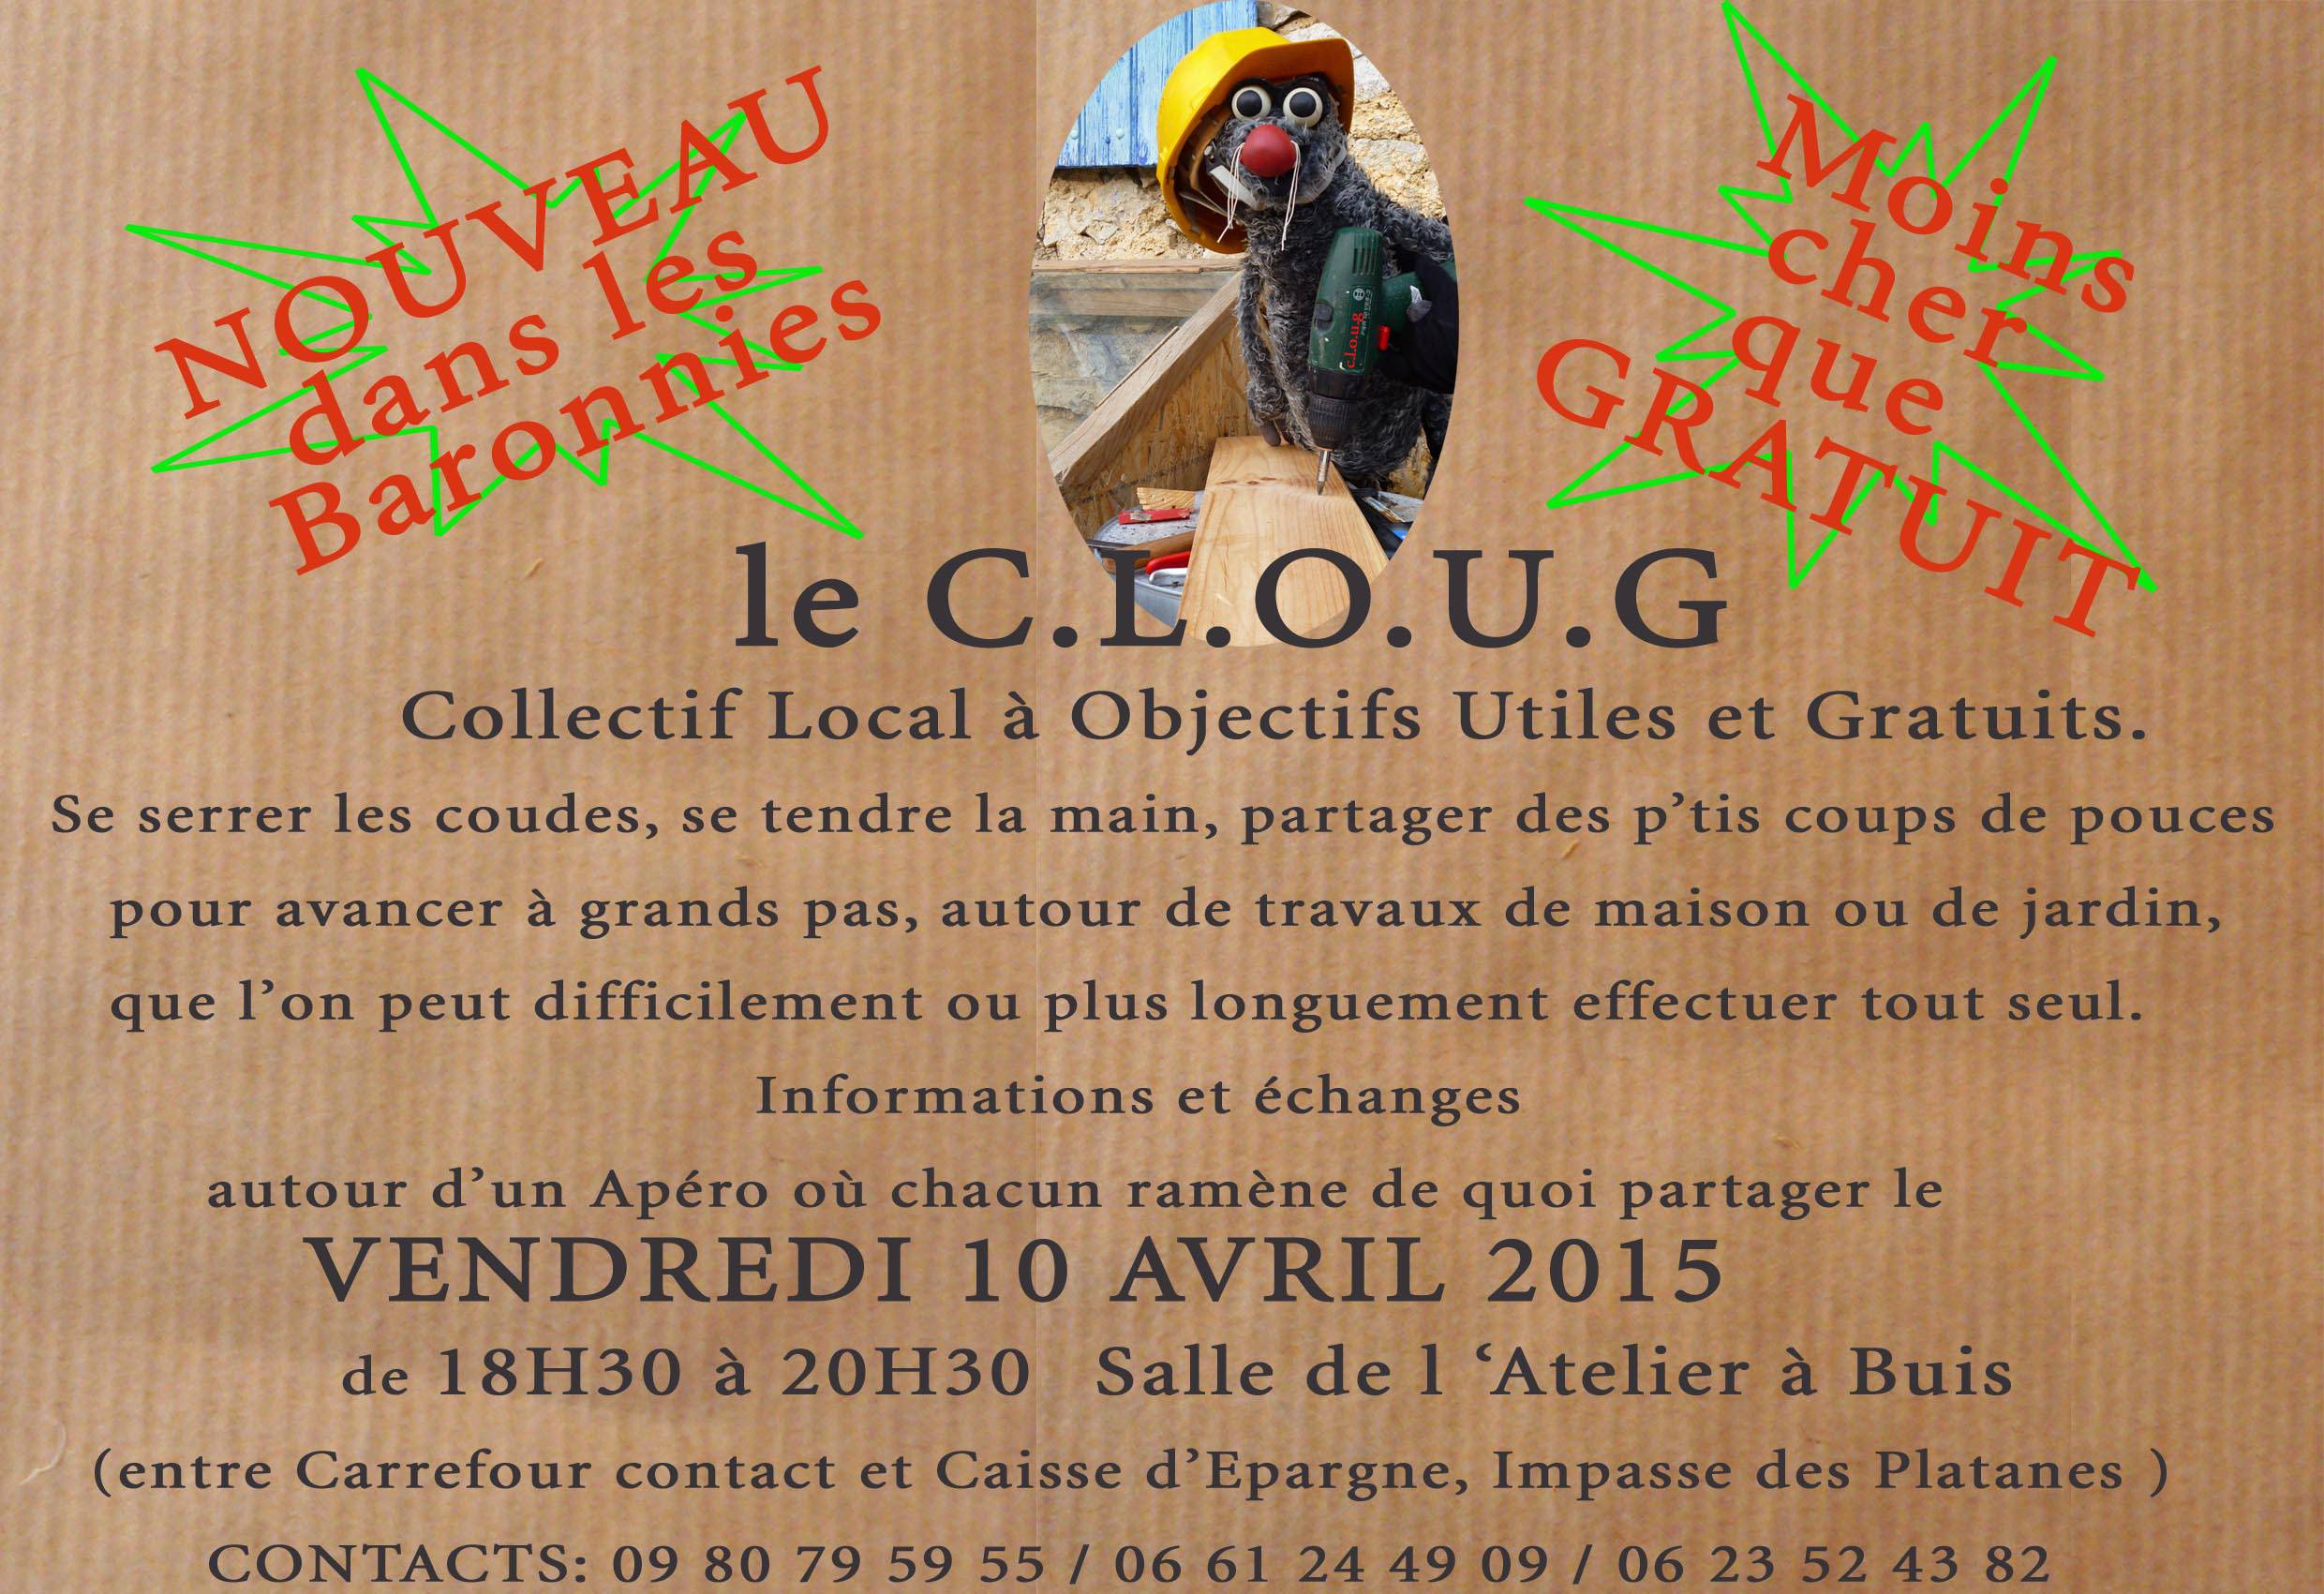 NOUVEAU
dans les
Baronnies
Moins
cher
que
GRATUIT
c.l.o.u.g
le C.L.O.U.G
Collectif Local à Objectifs Utiles et Gratuits.
Se serrer les coudes, se tendre la main, partager des p’tis coups de pouces
pour avancer à grands pas, autour de travaux de maison ou de jardin,
que l’on peut difficilement ou plus longuement effectuer tout seul.
Informations et échanges
autour d’un Apéro où chacun ramène de quoi partager le
VENDREDI 10 AVRIL 2015
de 18H30 à 20H30 Salle de l ‘Atelier à Buis
(entre Carrefour contact et Caisse d’Epargne, Impasse des Platanes )
CONTACTS: 09 80 79 59 55 / 06 61 24 49 09 / 06 23 52 43 82